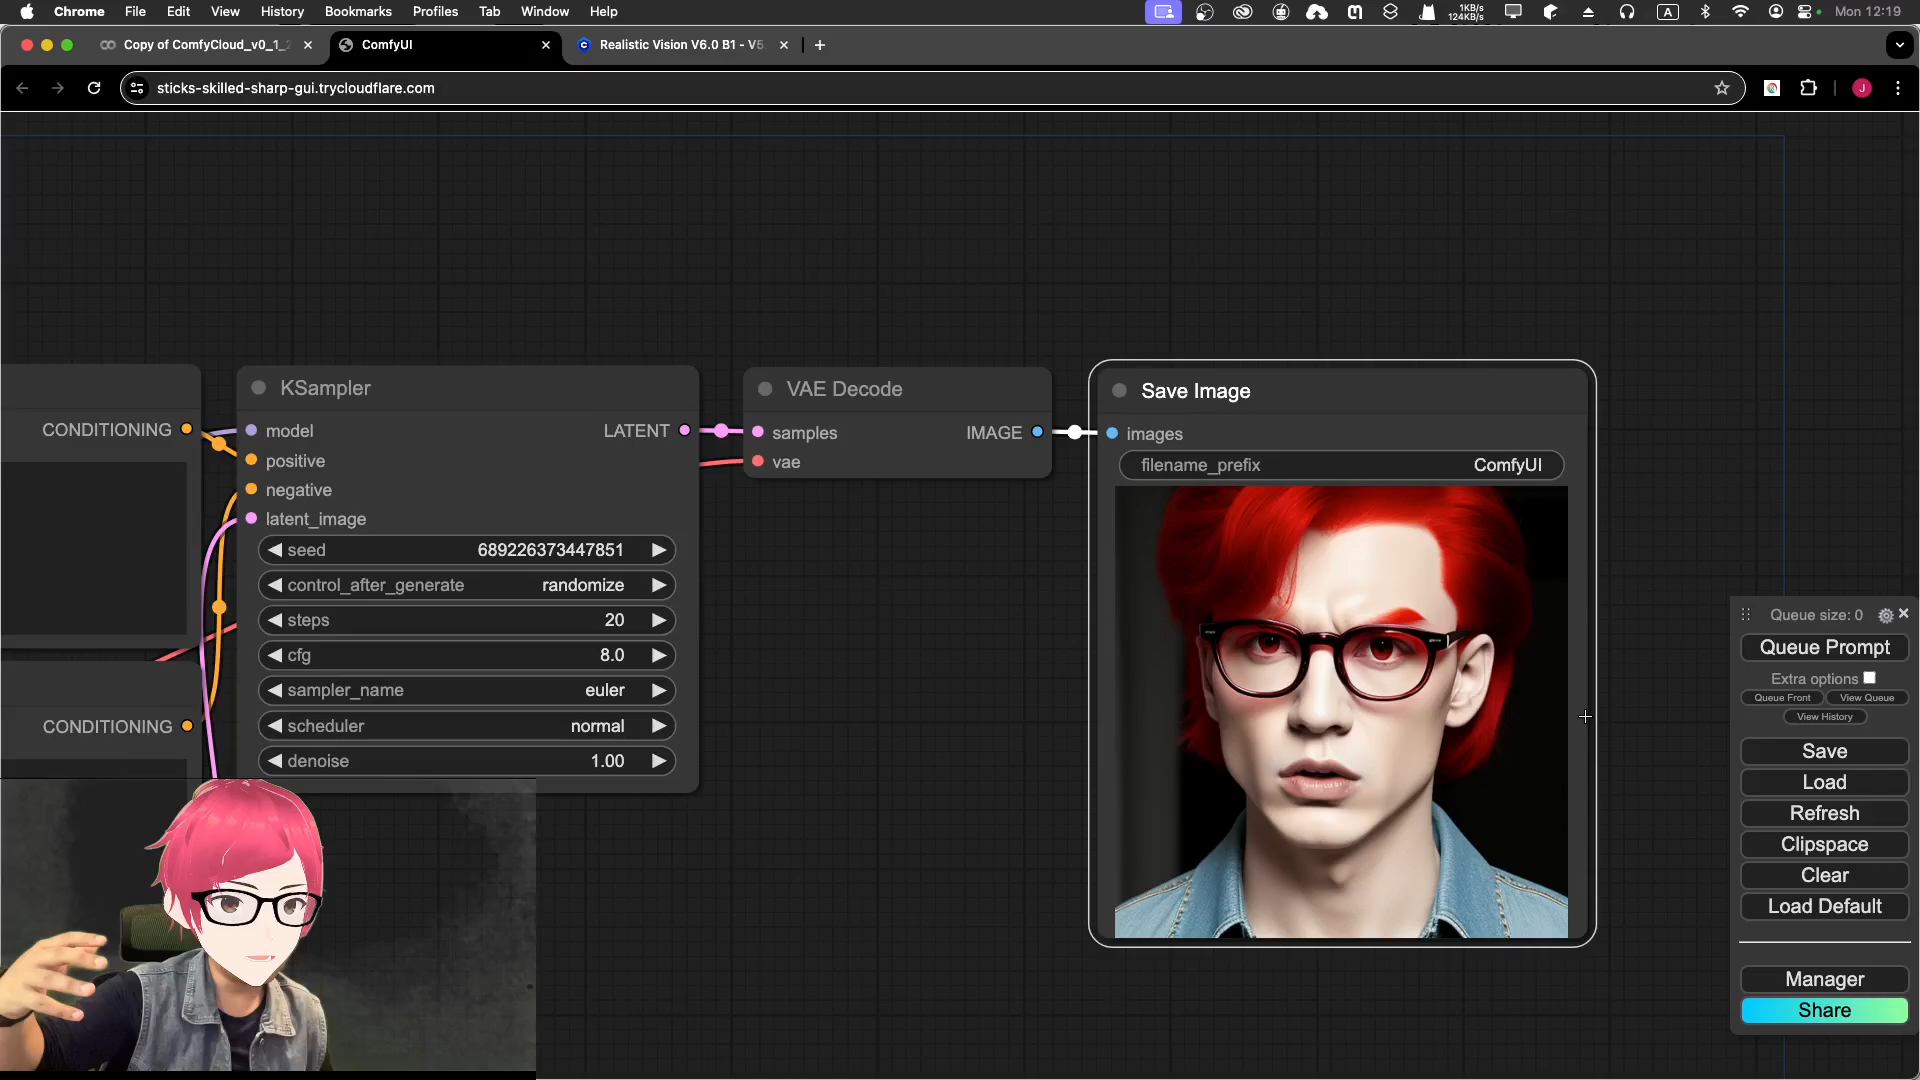 Chrome File Edit View History Bookmarks Profiles Tab Window Help
1KB/s
124KB/s
A
Mon 12:19
Copy of ComfyCloud_v0_1_
ComfyUI
Realistic Vision V6.0 B1 - V5
sticks-skilled-sharp-gui.trycloudflare.com
J
CONDITIONING
CONDITIONING
KSampler
model
LATENT
positive
negative
latent_image
seed 689226373447851
control_after_generate randomize
steps 20
cfg 8.0
sampler_name euler
scheduler normal
denoise 1.00
VAE Decode
samples
IMAGE
vae
Save Image
images
filename_prefix ComfyUI
Queue size: 0
Queue Prompt
Extra options
Queue Front View Queue
View History
Save
Load
Refresh
Clipspace
Clear
Load Default
Manager
Share